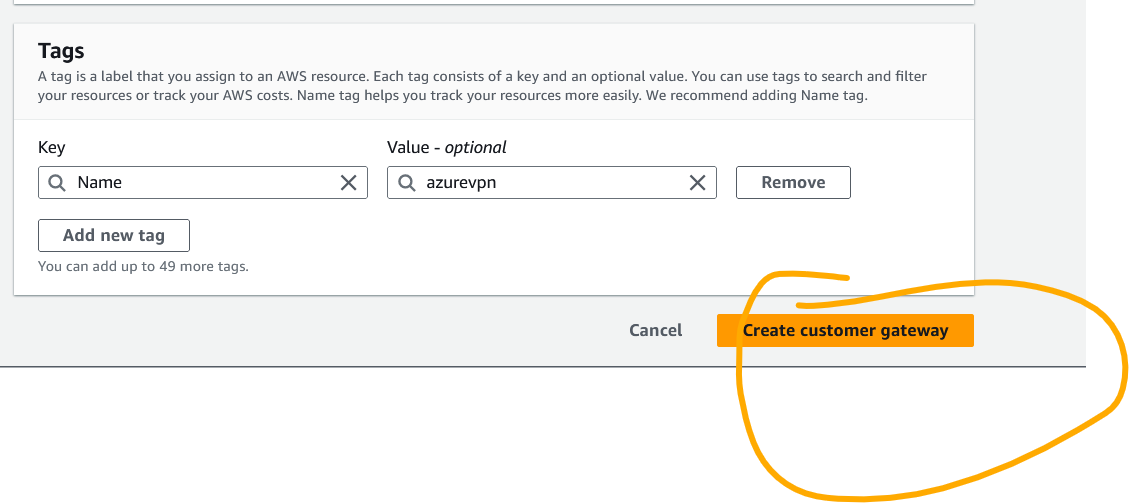 Tags
A tag is a label that you assign to an AWS resource. Each tag consists of a key and an optional value. You can use tags to search and filter
your resources or track your AWS costs. Name tag helps you track your resources more easily. We recommend adding Name tag.
Key
Value - optional
Name
azurevpn
Remove
Add new tag
You can add up to 49 more tags.
Cancel
Create customer gateway